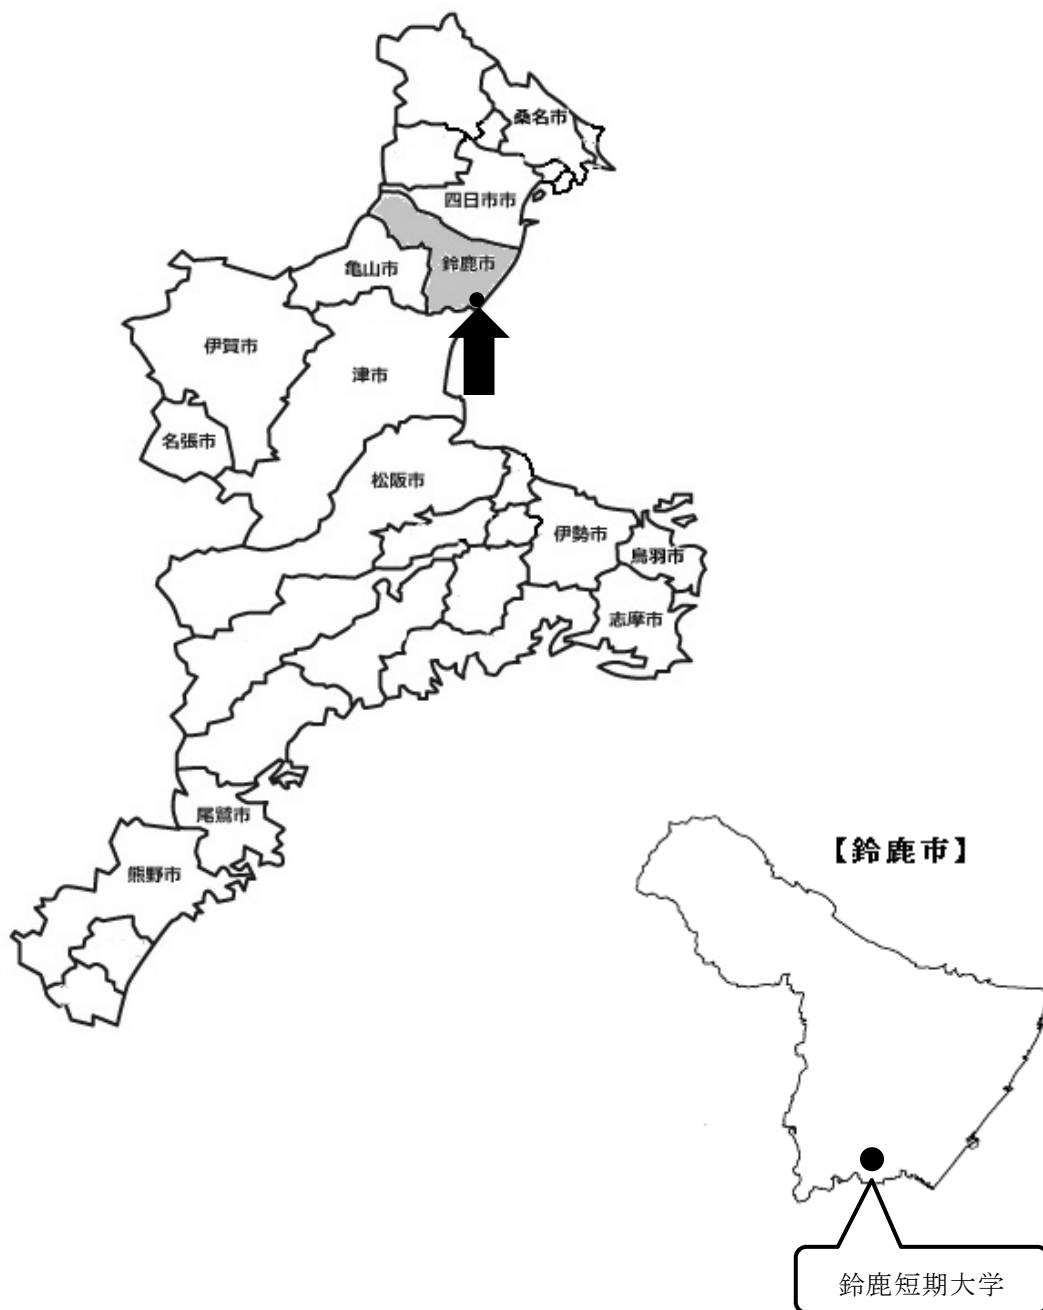 桑名市
四日市市
鈴鹿市
亀山市
伊賀市
津市
名張市
松阪市
伊勢市
鳥羽市
志摩市
尾鷲市
熊野市
【鈴鹿市】
鈴鹿短期大学